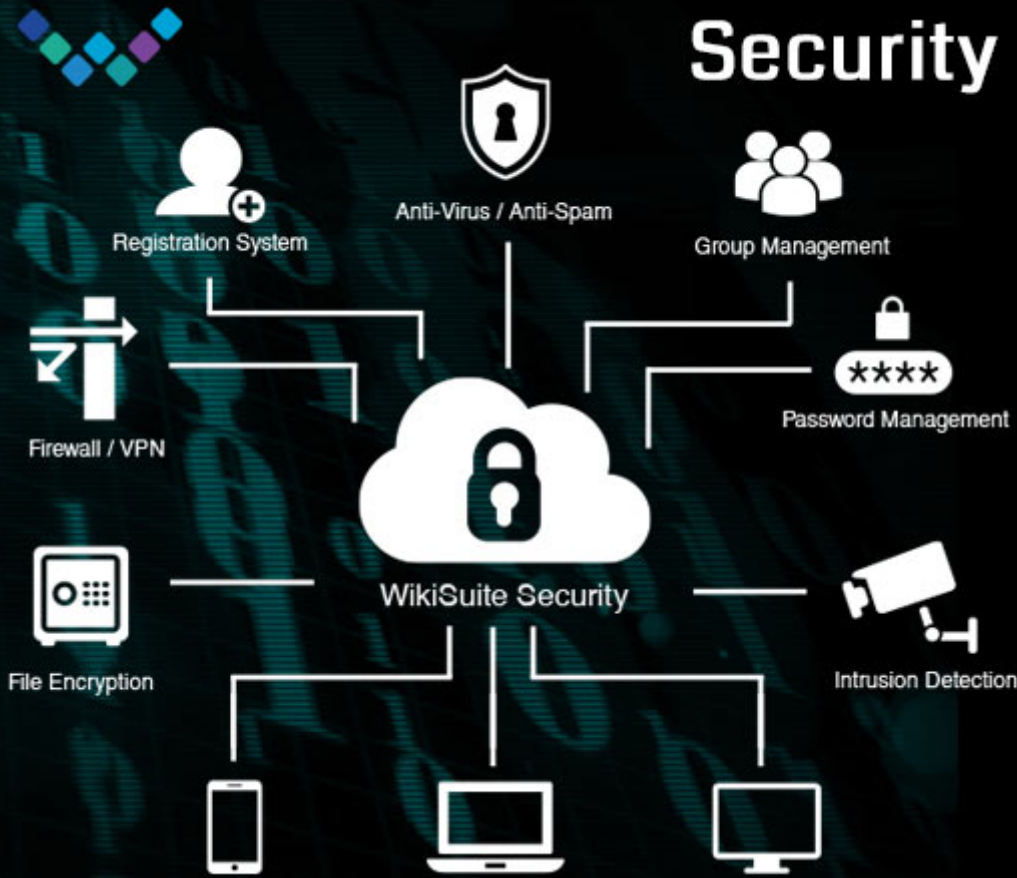 Security
Anti-Virus / Anti-Spam
Registration System
Group Management
****
Password Management
Firewall / VPN
WikiSuite Security
File Encryption
Intrusion Detection